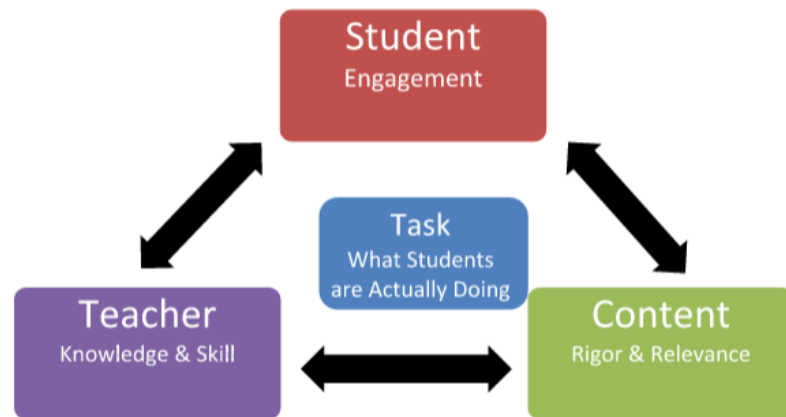 Student
Engagement
Task
What Students
are Actually Doing
Teacher
Knowledge & Skill
Content
Rigor & Relevance